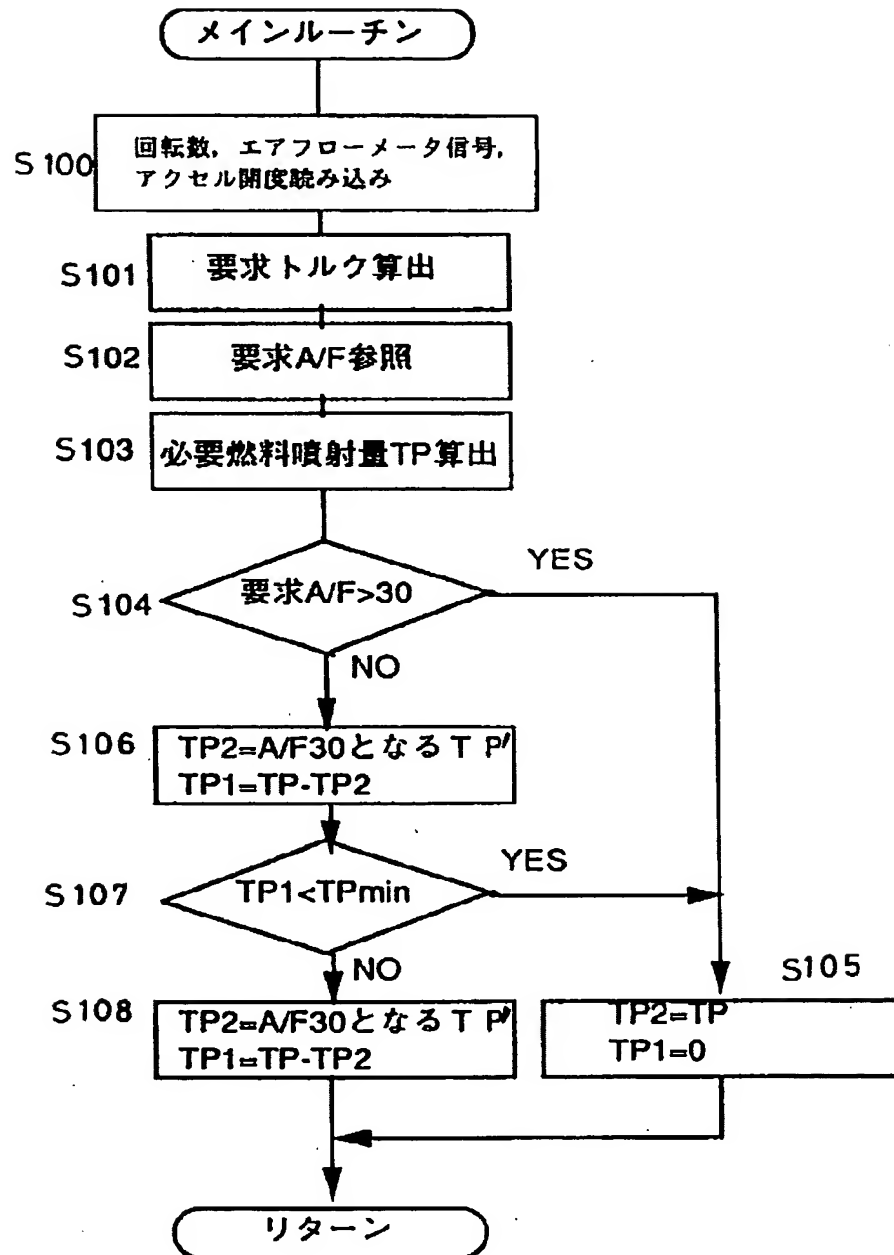 メインルーチン
S100
回転数，エアフローメータ信号，
アクセル開度読み込み
S101
要求トルク算出
S102
要求A/F参照
S103
必要燃料噴射量TP算出
S104
要求A/F>30
YES
NO
S106
TP2=A/F30となるTP'
TP1=TP-TP2
S107
TP1<TPmin
YES
NO
S108
TP2=A/F30となるTP'
TP1=TP-TP2
S105
TP2=TP
TP1=0
リターン